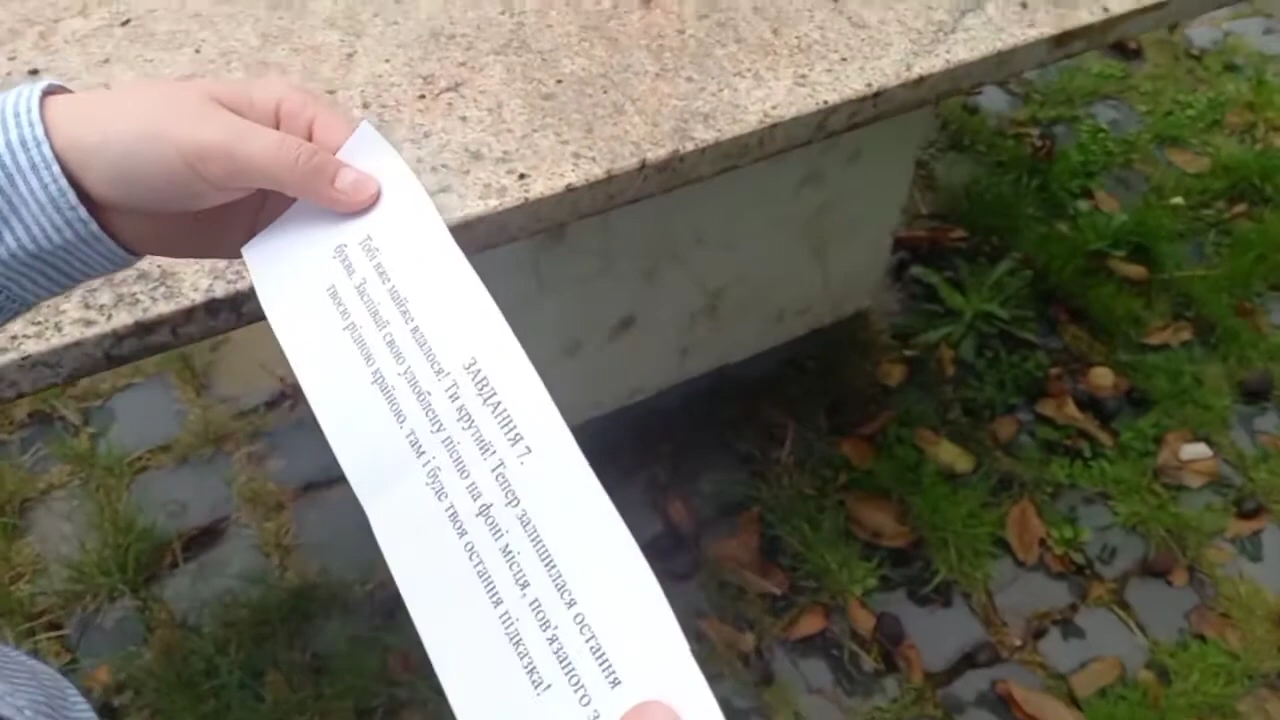 ЗАВДАННЯ 7.
Тобі вже майже вдалося! Ти крутий! Тепер залишилася остання
буква. Заспівай свою улюблену пісню на фоні місця, пов'язаного з
твоєю рідною країною, там і буде твоя остання підказка!